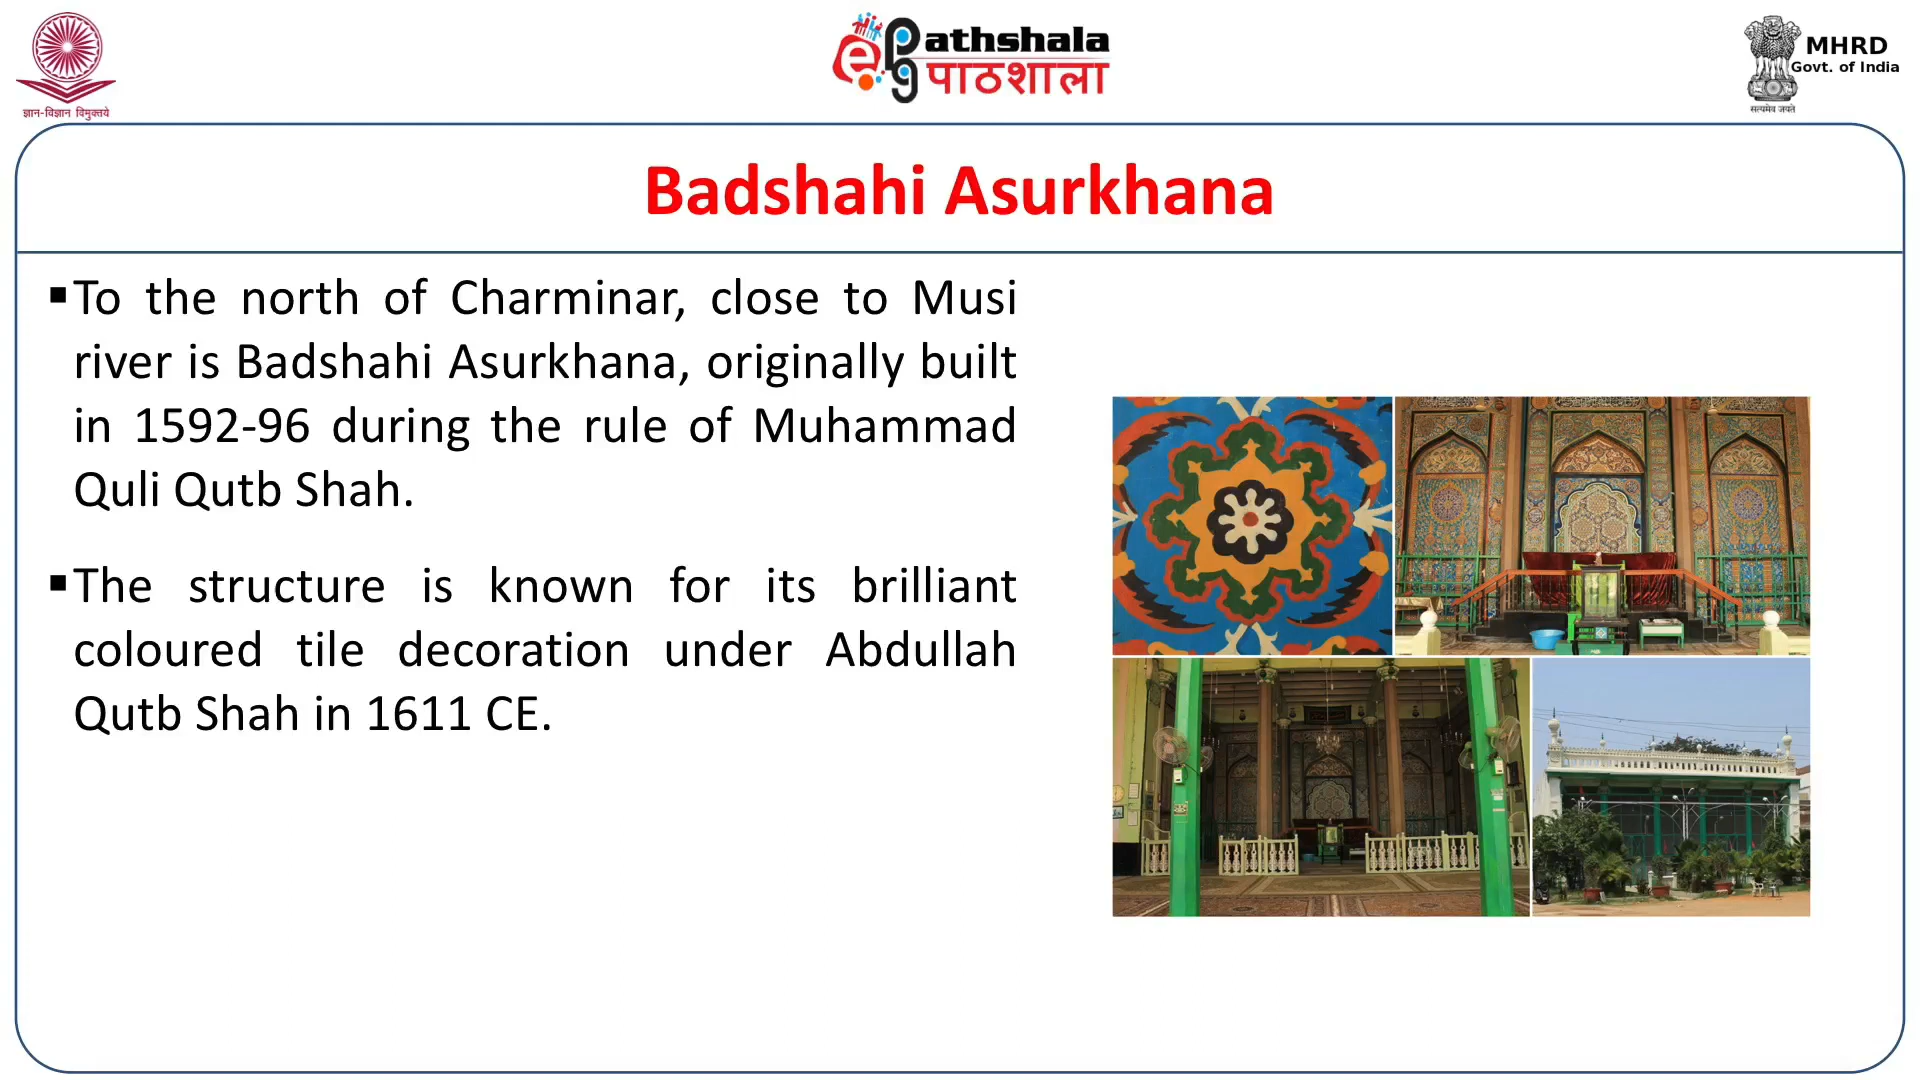 ज्ञान-विज्ञान विमुक्तये
ePG Pathshala
पाठशाला
MHRD
Govt. of India
सत्यमेव जयते
Badshahi Asurkhana
▪To the north of Charminar, close to Musi
river is Badshahi Asurkhana, originally built
in 1592-96 during the rule of Muhammad
Quli Qutb Shah.
▪The structure is known for its brilliant
coloured tile decoration under Abdullah
Qutb Shah in 1611 CE.